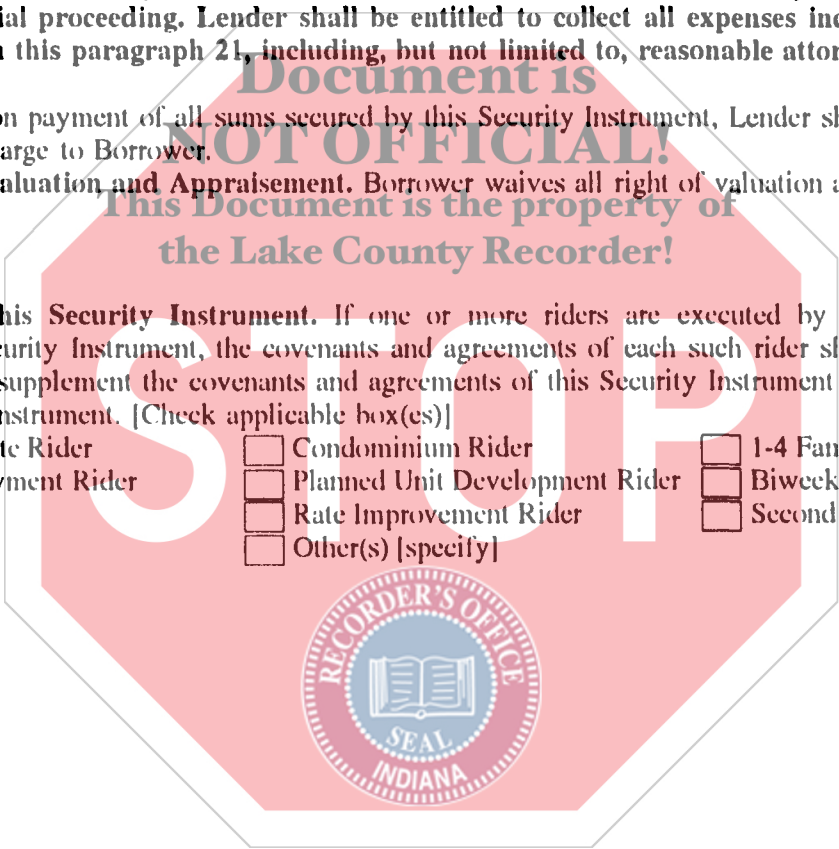 ial proceeding. Lender shall be entitled to collect all expenses
this paragraph 21, including, but not limited to, reasonable
Document is
on payment of all sums secured by this Security Instrument, Lender
NOT OFFICIAL!
arge to Borrower.
aluation and Appraisement. Borrower waives all right of valuation
This Document is the property of
the Lake County Recorder!
his Security Instrument. If one or more riders are executed by
curity Instrument, the covenants and agreements of each such rider
supplement the covenants and agreements of this Security Instrument
nstrument. [Check applicable box(es)]
te Rider Condominium Rider 1-4 Fam
yment Rider Planned Unit Development Rider Biweek
Rate Improvement Rider Second
Other(s) [specify]
STOP
RECORDER'S OFFICE
SEAL
INDIANA